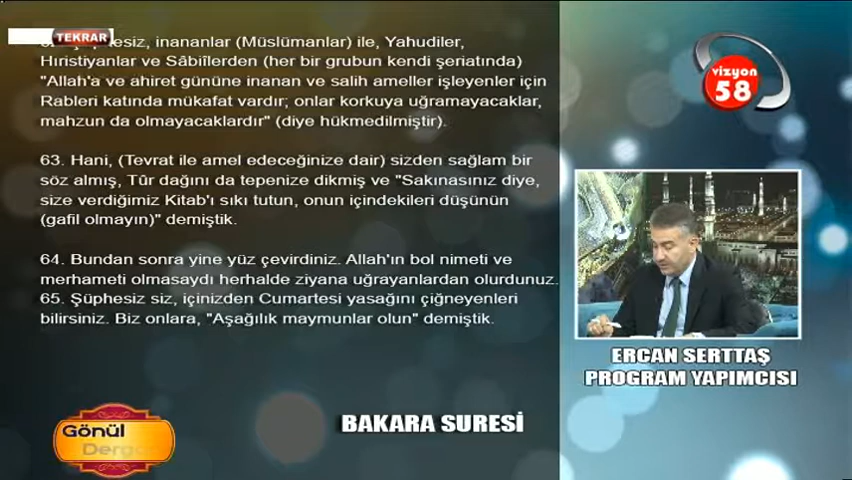 TEKRAR
inananlar (Müslümanlar) ile, Yahudiler,
Hıristiyanlar ve Sâbiîlerden (her bir grubun kendi şeriatında)
"Allah'a ve ahiret gününe inanan ve salih ameller işleyenler için
Rableri katında mükafat vardır; onlar korkuya uğramayacaklar,
mahzun da olmayacaklardır" (diye hükmedilmiştir).
63. Hani, (Tevrat ile amel edeceğinize dair) sizden sağlam bir
söz almış, Tûr dağını da tepenize dikmiş ve "Sakınasınız diye,
size verdiğimiz Kitab'ı sıkı tutun, onun içindekileri düşünün
(gafil olmayın)" demiştik.
64. Bundan sonra yine yüz çevirdiniz. Allah'ın bol nimeti ve
merhameti olmasaydı herhalde ziyana uğrayanlardan olurdunuz.
65. Şüphesiz siz, içinizden Cumartesi yasağını çiğneyenleri
bilirsiniz. Biz onlara, "Aşağılık maymunlar olun" demiştik.
vizyon
58
ERCAN SERTTAŞ
PROGRAM YAPIMCISI
BAKARA SURESİ
Gönül